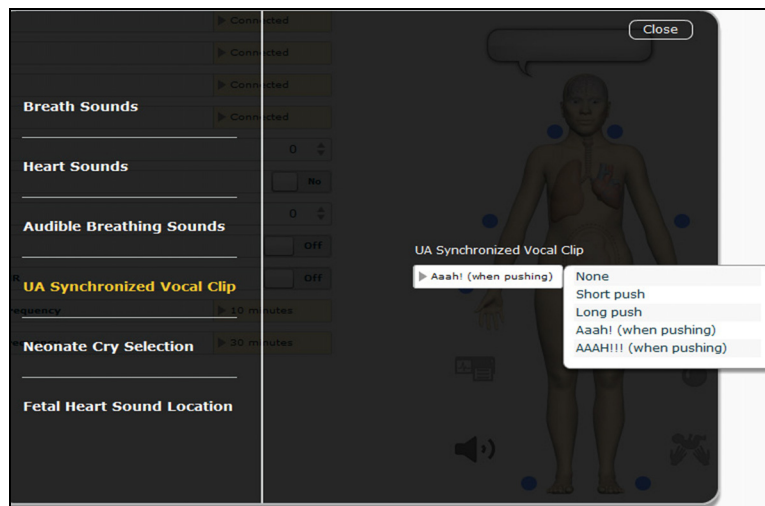 Connected
Close
Connected
Connected
Breath Sounds
Connected
0
Heart Sounds
No
0
Audible Breathing Sounds
Off
UA Synchronized Vocal Clip
Aaah! (when pushing)
None
Short push
Long push
Aaah! (when pushing)
AAAH!!! (when pushing)
UA Synchronized Vocal Clip
Off
10 minutes
Neonate Cry Selection
30 minutes
Fetal Heart Sound Location